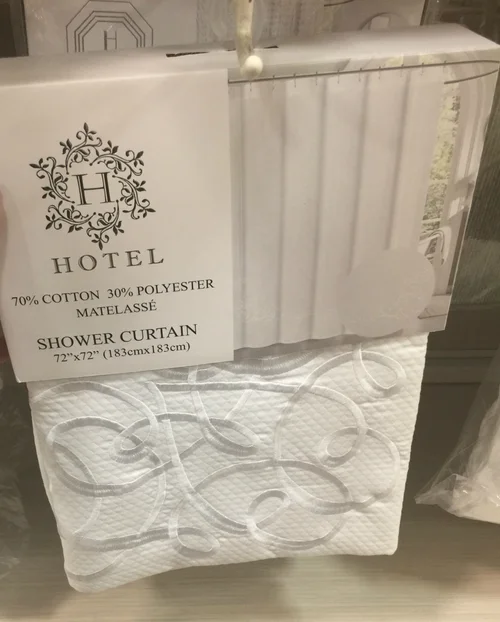 H
H
HOTEL
70% COTTON 30% POLYESTER
MATELASSÉ
SHOWER CURTAIN
72”x72” (183cmx183cm)